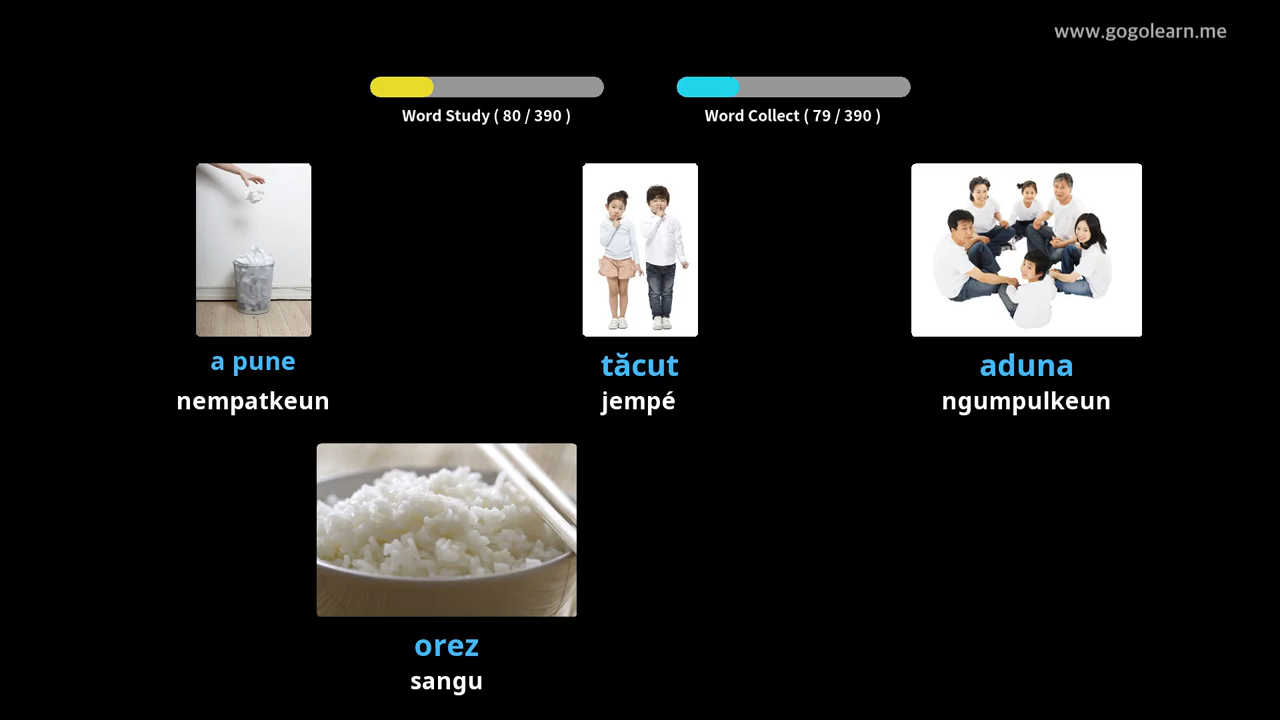 www.gogolearn.me
Word Study ( 80 / 390 )
Word Collect ( 79 / 390 )
a pune
nempatkeun
tăcut
jempé
aduna
ngumpulkeun
orez
sangu